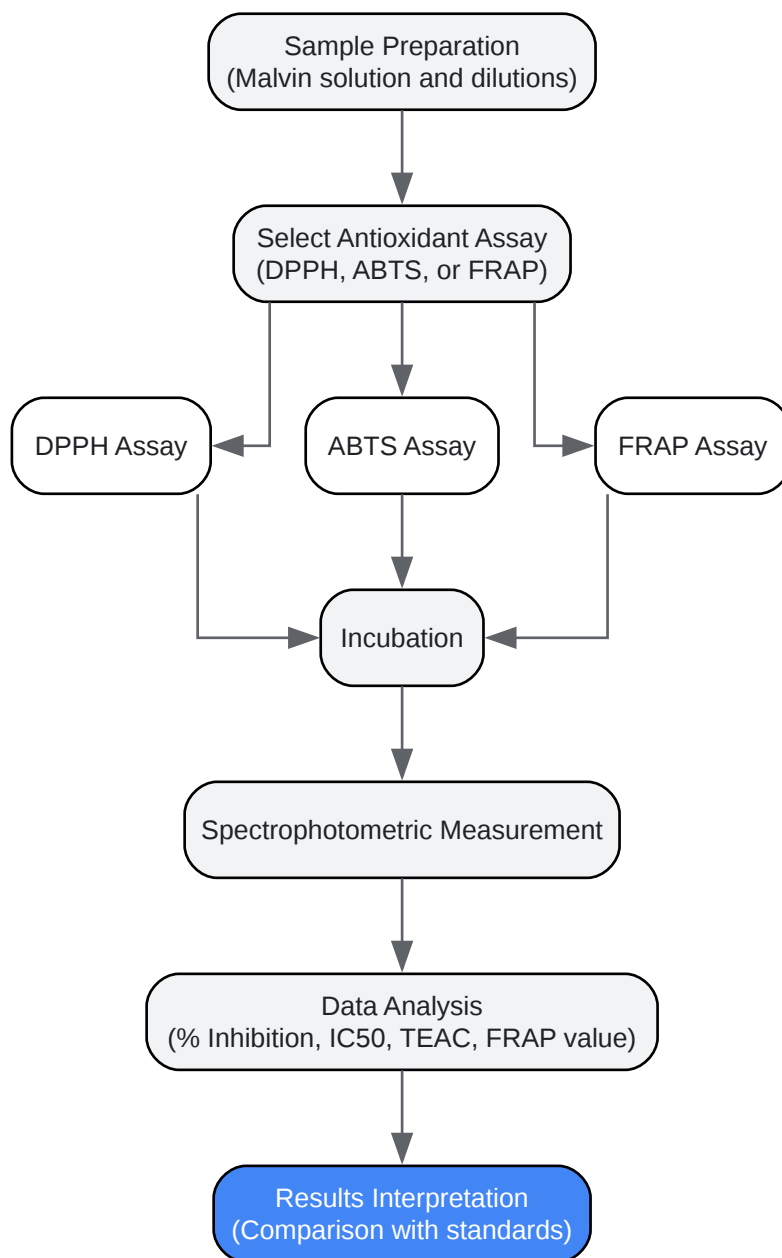 Sample Preparation
(Malvin solution and dilutions)
Select Antioxidant Assay
(DPPH, ABTS, or FRAP)
DPPH Assay
ABTS Assay
FRAP Assay
Incubation
Spectrophotometric Measurement
Data Analysis
(% Inhibition, IC50, TEAC, FRAP value)
Results Interpretation
(Comparison with standards)